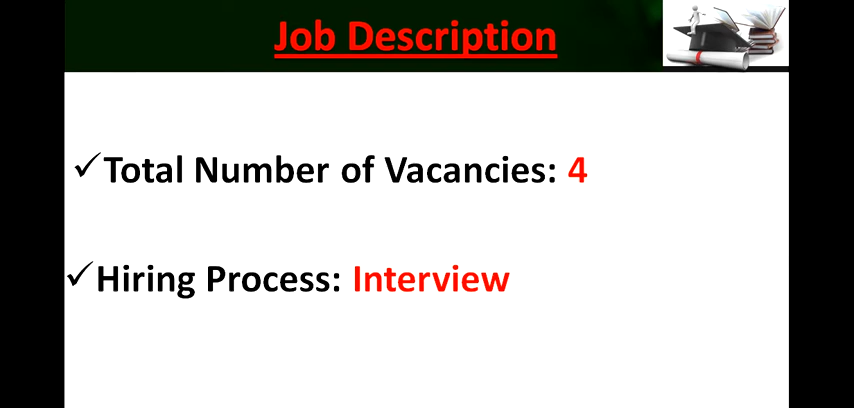 Job Description
✓Total Number of Vacancies: 4
✓Hiring Process: Interview